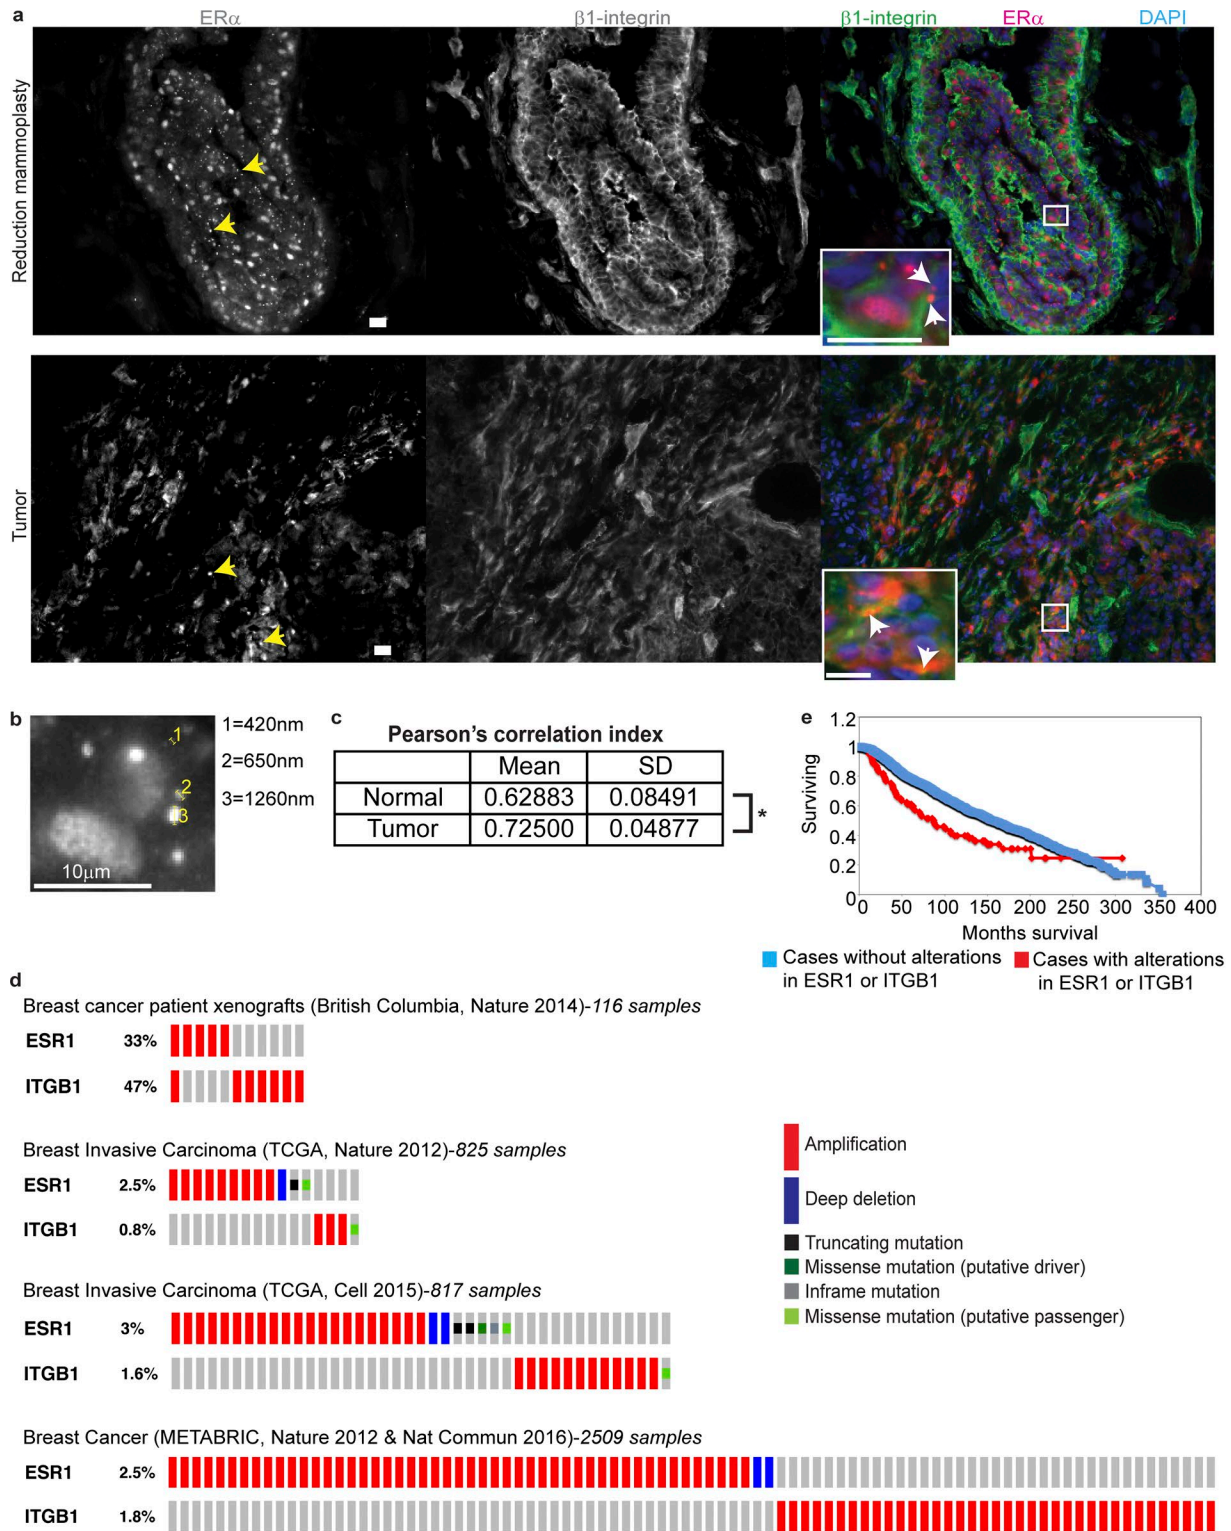 a
ERα
β1-integrin
β1-integrin ERα DAPI
Reduction mammoplasty
Tumor
b
1
2
3
10μm
1=420nm
2=650nm
3=1260nm
c
Pearson's correlation index
Mean SD
Normal 0.62883 0.08491
Tumor 0.72500 0.04877
*
e
1.2
1
0.8
0.6
0.4
0.2
0
Surviving
0 50 100 150 200 250 300 350 400
Months survival
Cases without alterations
in ESR1 or ITGB1
Cases with alterations
in ESR1 or ITGB1
d
Breast cancer patient xenografts (British Columbia, Nature 2014)-116 samples
ESR1 33%
ITGB1 47%
Breast Invasive Carcinoma (TCGA, Nature 2012)-825 samples
ESR1 2.5%
ITGB1 0.8%
Breast Invasive Carcinoma (TCGA, Cell 2015)-817 samples
ESR1 3%
ITGB1 1.6%
Breast Cancer (METABRIC, Nature 2012 & Nat Commun 2016)-2509 samples
ESR1 2.5%
ITGB1 1.8%
Amplification
Deep deletion
Truncating mutation
Missense mutation (putative driver)
Inframe mutation
Missense mutation (putative passenger)